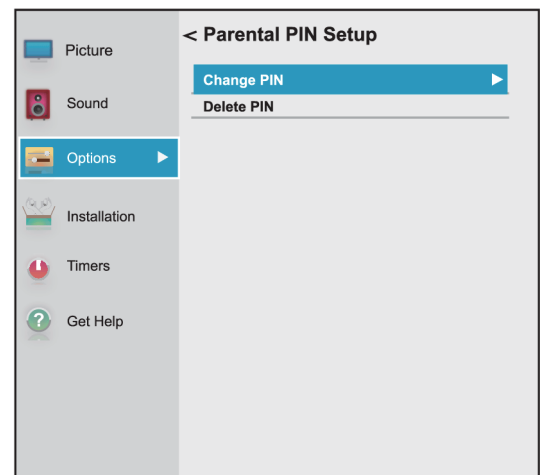 < Parental PIN Setup
Picture
Change PIN
Sound
Delete PIN
Options
Installation
Timers
? Get Help